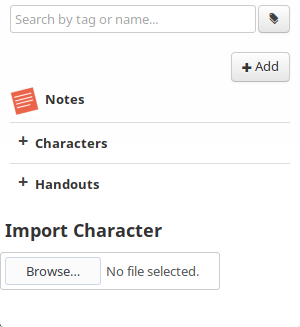 Search by tag or name...
+ Add
Notes
+ Characters
+ Handouts
Import Character
Browse... No file selected.